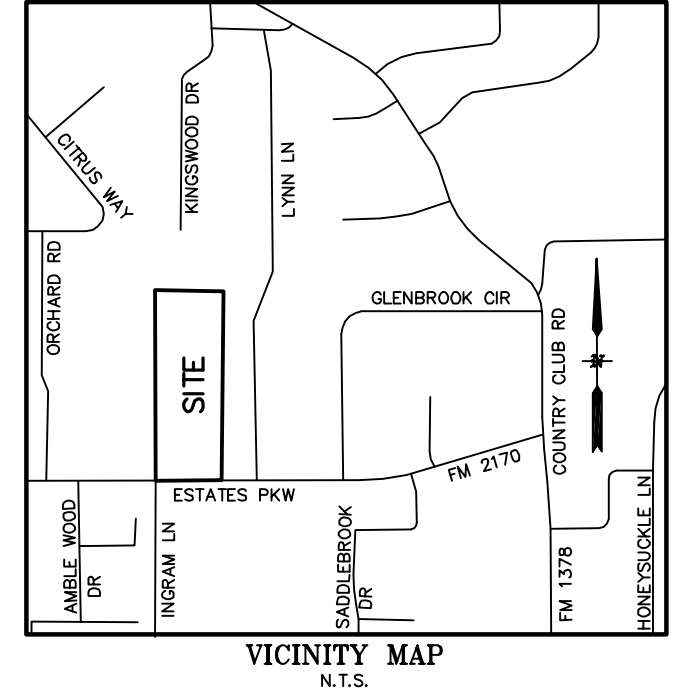 CITRUS WAY
KINGSWOOD DR
LYNN LN
ORCHARD RD
GLENBROOK CIR
COUNTRY CLUB RD
SITE
FM 2170
ESTATES PKW
AMBLE WOOD
DR
INGRAM LN
SADDLEBROOK
DR
FM 1378
HONEYSUCKLE LN
VICINITY MAP
N.T.S.